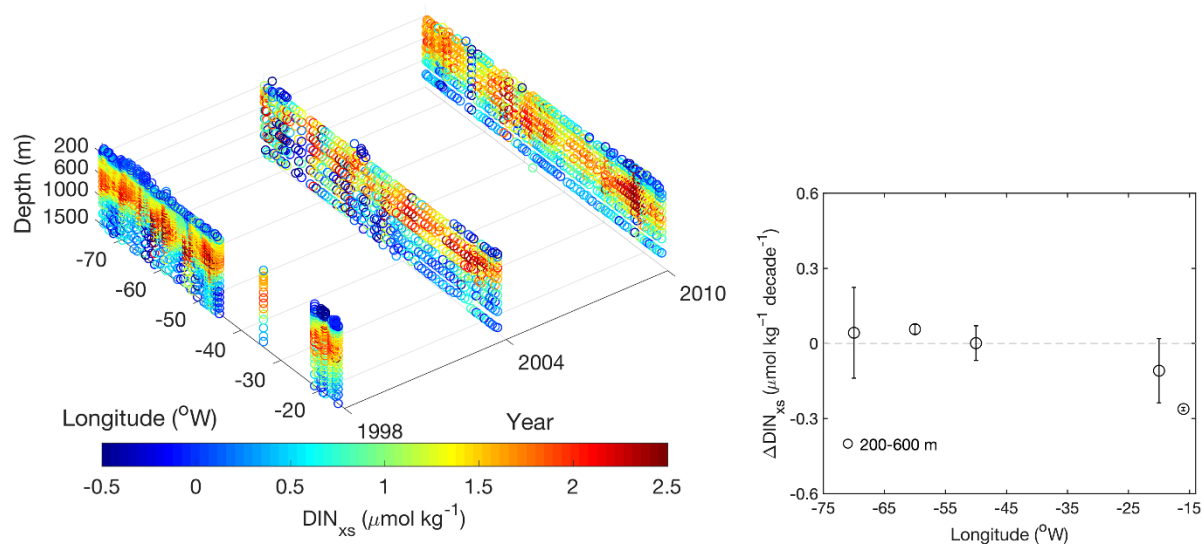 Depth (m)
200
600
1000
1500
-70
-60
-50
-40
-30
-20
Longitude (°W)
1998
2004
2010
Year
-0.5 0 0.5 1 1.5 2 2.5
DINxs (μmol kg⁻¹)
ΔDINxs (μmol kg⁻¹ decade⁻¹)
0.6
0.3
0
-0.3
-0.6
○ 200-600 m
-75 -65 -55 -45 -35 -25 -15
Longitude (°W)